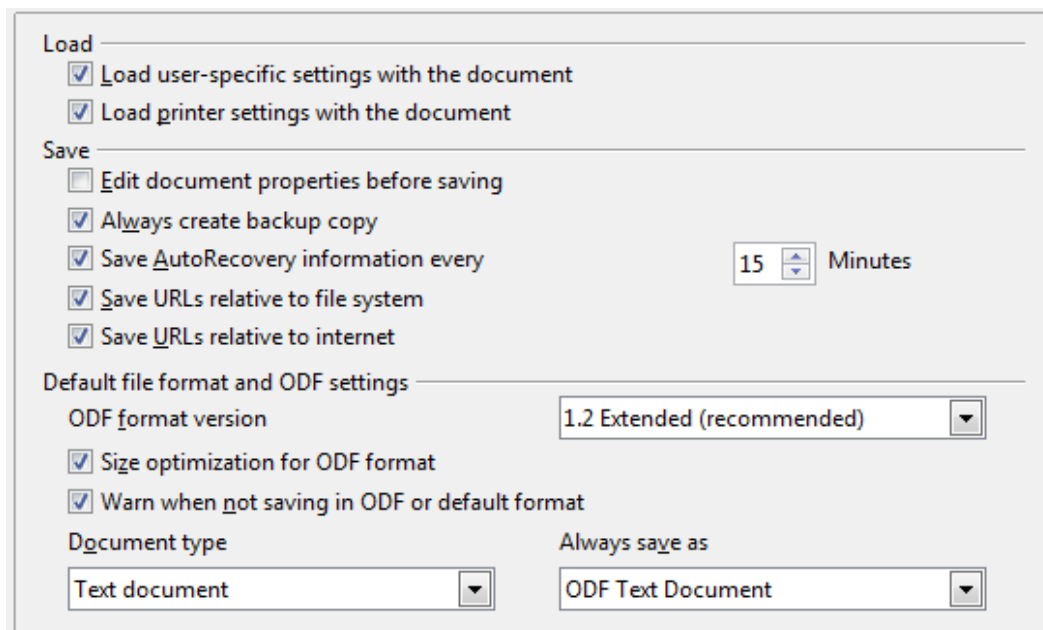 Load
Load user-specific settings with the document
Load printer settings with the document
Save
Edit document properties before saving
Always create backup copy
Save AutoRecovery information every 15 Minutes
Save URLs relative to file system
Save URLs relative to internet
Default file format and ODF settings
ODF format version 1.2 Extended (recommended)
Size optimization for ODF format
Warn when not saving in ODF or default format
Document type Always save as
Text document ODF Text Document